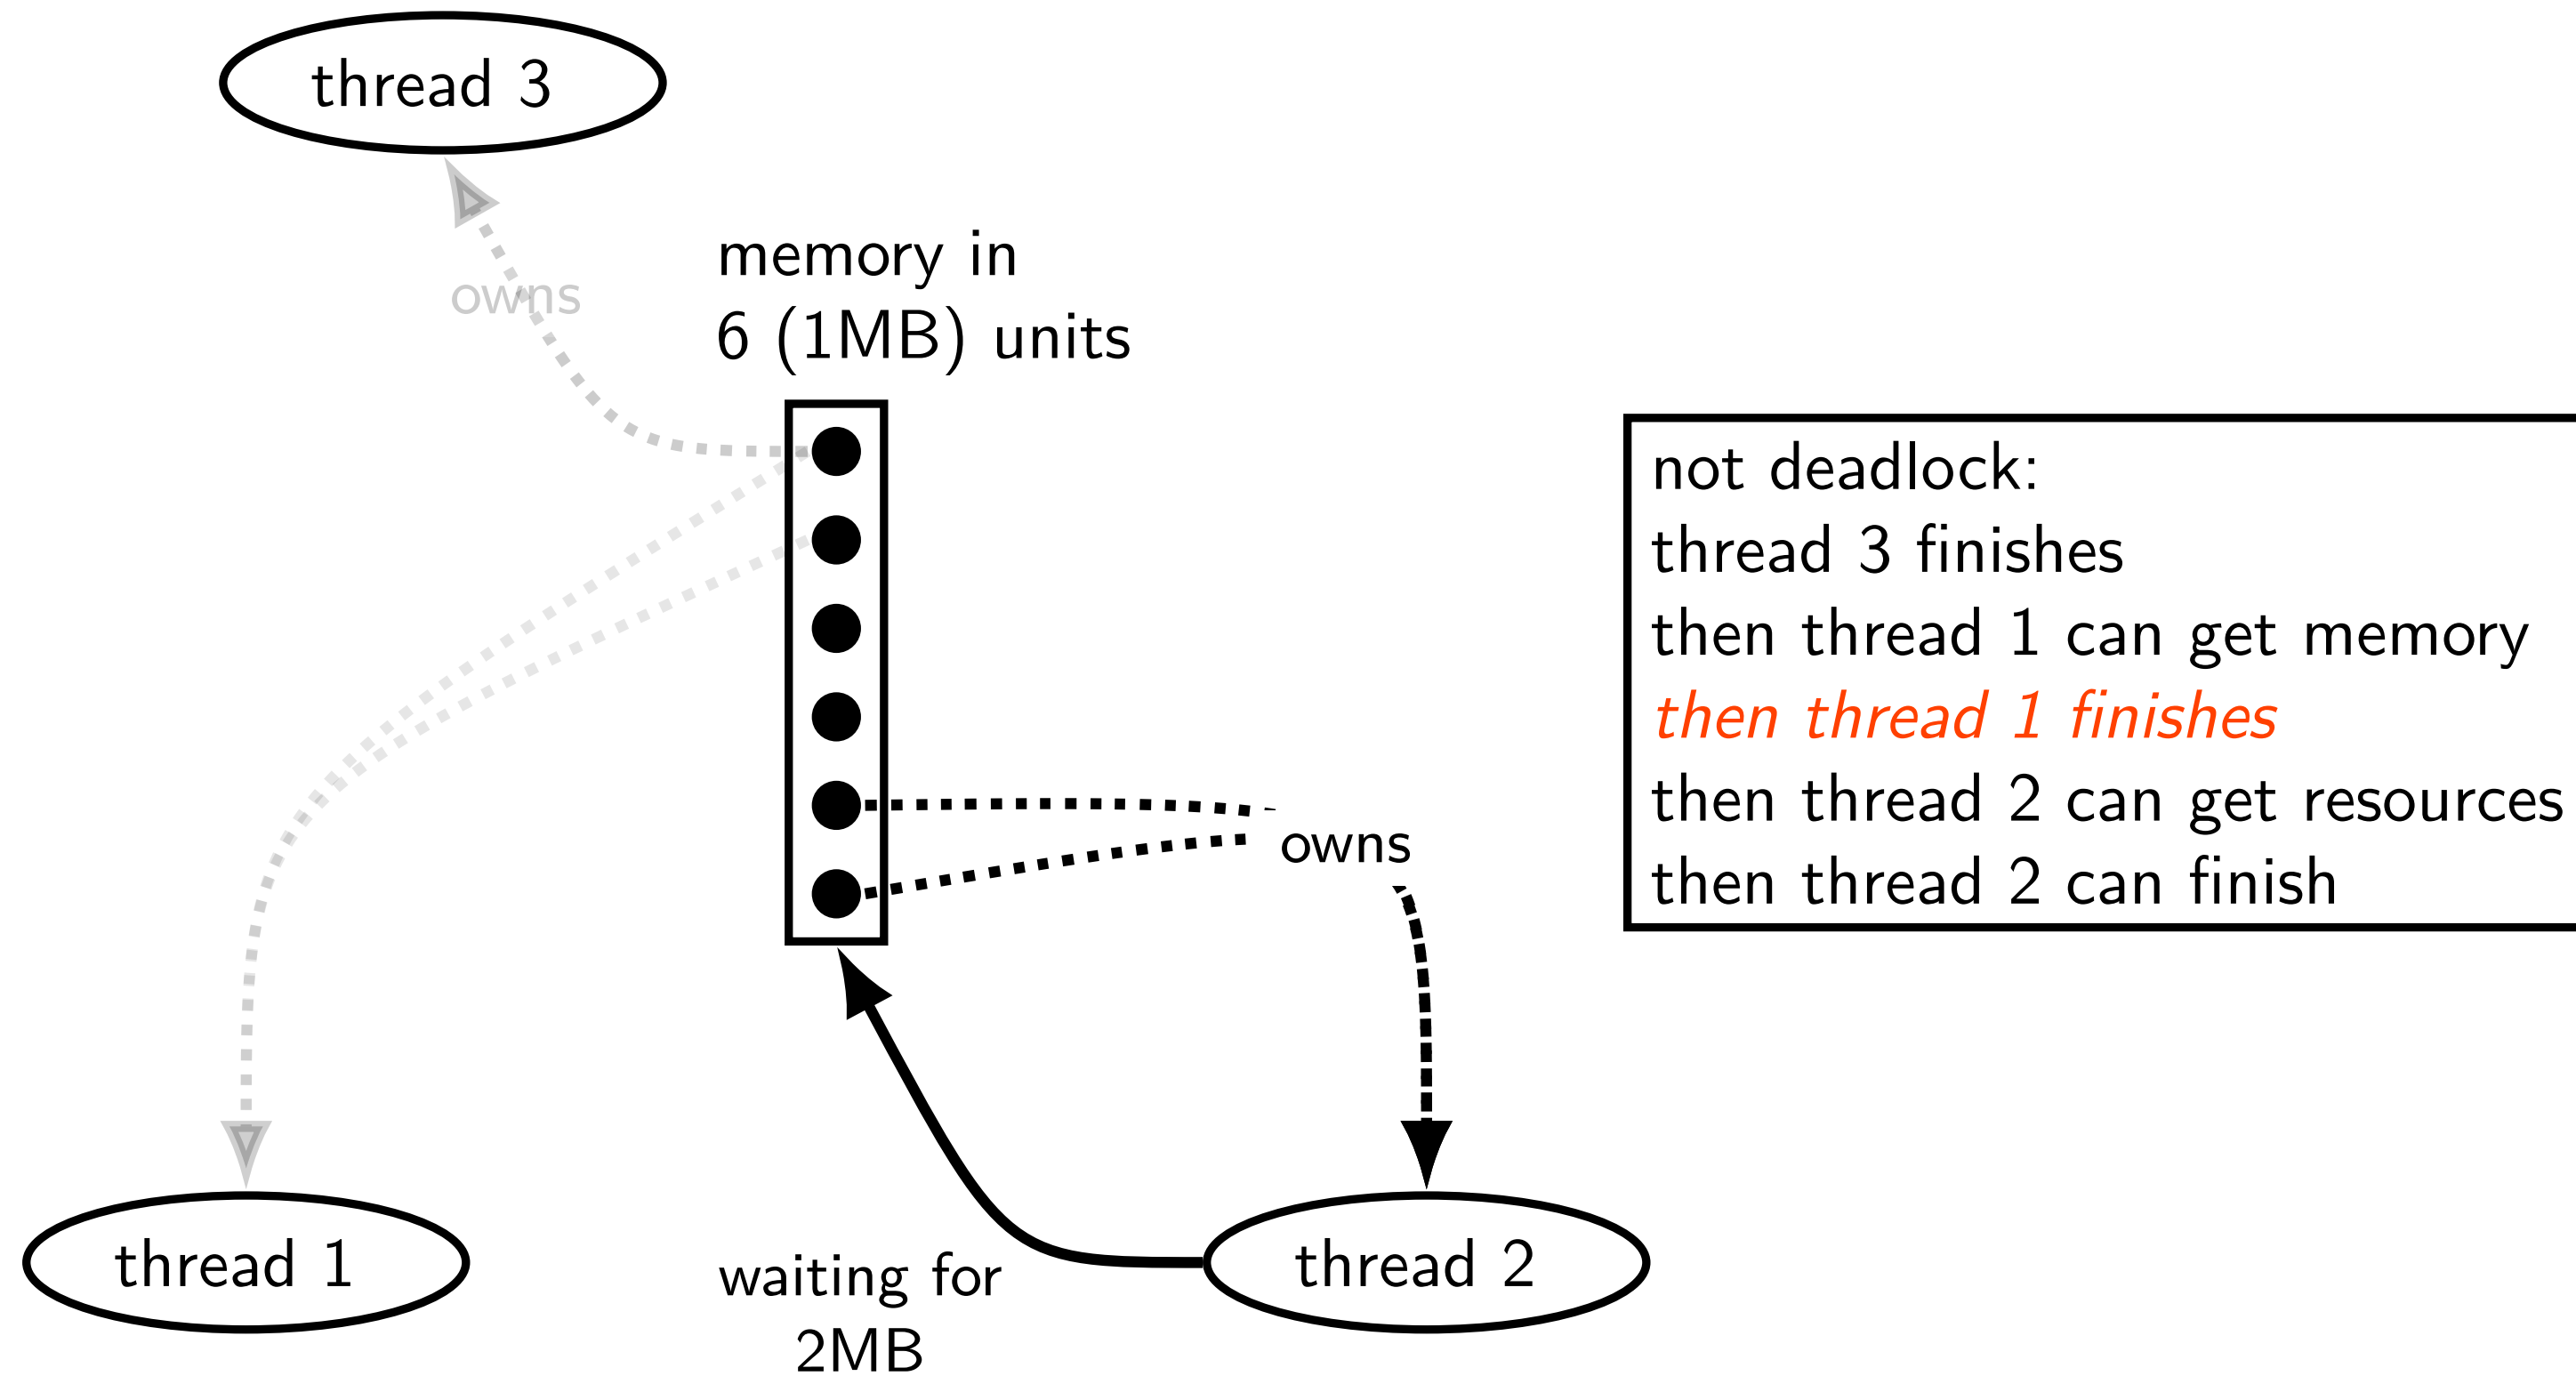 thread 3
owns
memory in
6 (1MB) units
not deadlock:
thread 3 finishes
then thread 1 can get memory
then thread 1 finishes
then thread 2 can get resources
then thread 2 can finish
owns
thread 1
waiting for
2MB
thread 2